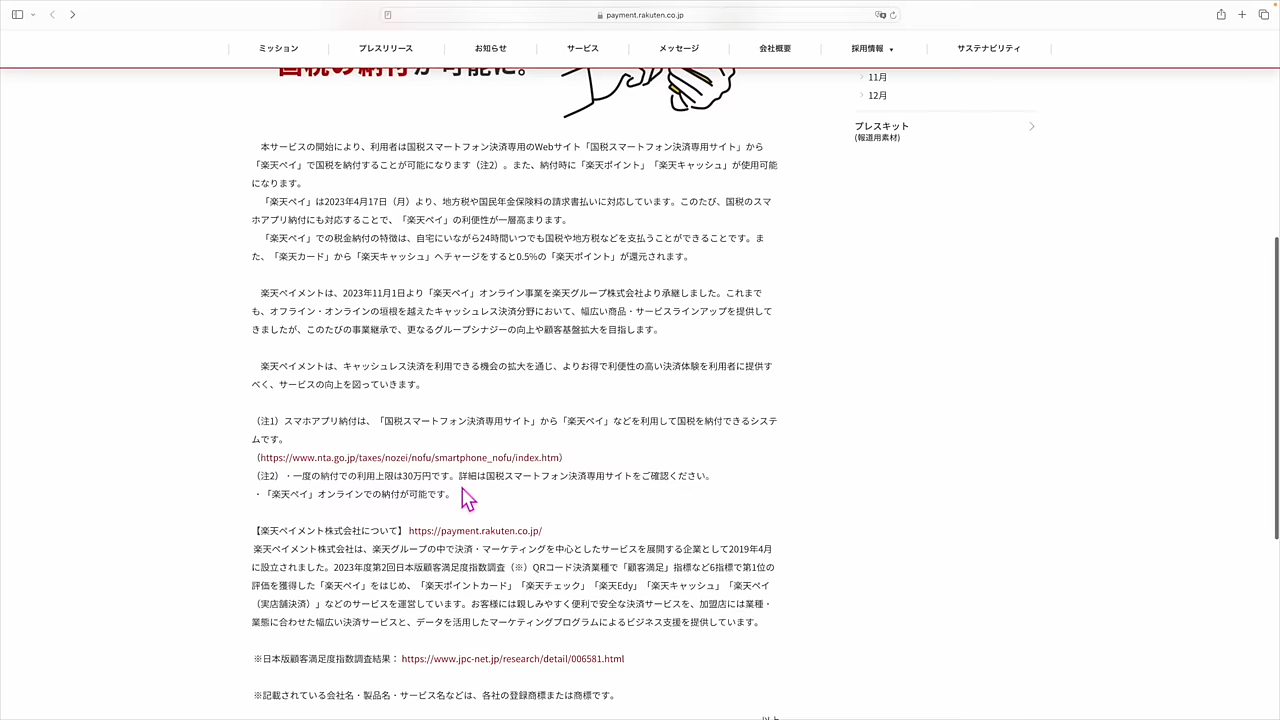 payment.rakuten.co.jp
ミッション
プレスリリース
お知らせ
サービス
メッセージ
会社概要
採用情報 ▼
サステナビリティ
国税の納付が可能に。
11月
12月
プレスキット
(報道用素材)
本サービスの開始により、利用者は国税スマートフォン決済専用のWebサイト「国税スマートフォン決済専用サイト」から
「楽天ペイ」で国税を納付することが可能になります（注2）。また、納付時に「楽天ポイント」「楽天キャッシュ」が使用可能
になります。
「楽天ペイ」は2023年4月17日（月）より、地方税や国民年金保険料の請求書払いに対応しています。このたび、国税のスマ
ホアプリ納付にも対応することで、「楽天ペイ」の利便性が一層高まります。
「楽天ペイ」での税金納付の特徴は、自宅にいながら24時間いつでも国税や地方税などを支払うことができることです。ま
た、「楽天カード」から「楽天キャッシュ」へチャージをすると0.5%の「楽天ポイント」が還元されます。
楽天ペイメントは、2023年11月1日より「楽天ペイ」オンライン事業を楽天グループ株式会社より承継しました。これまで
も、オフライン・オンラインの垣根を越えたキャッシュレス決済分野において、幅広い商品・サービスラインアップを提供して
きましたが、このたびの事業継承で、更なるグループシナジーの向上や顧客基盤拡大を目指します。
楽天ペイメントは、キャッシュレス決済を利用できる機会の拡大を通じ、よりお得で利便性の高い決済体験を利用者に提供す
べく、サービスの向上を図っていきます。
（注1）スマホアプリ納付は、「国税スマートフォン決済専用サイト」から「楽天ペイ」などを利用して国税を納付できるシステ
ムです。
（https://www.nta.go.jp/taxes/nozei/nofu/smartphone_nofu/index.htm）
（注2）・一度の納付での利用上限は30万円です。詳細は国税スマートフォン決済専用サイトをご確認ください。
・「楽天ペイ」オンラインでの納付が可能です。
【楽天ペイメント株式会社について】 https://payment.rakuten.co.jp/
楽天ペイメント株式会社は、楽天グループの中で決済・マーケティングを中心としたサービスを展開する企業として2019年4月
に設立されました。2023年度第2回日本版顧客満足度指数調査（※）QRコード決済業種で「顧客満足」指標など6指標で第1位の
評価を獲得した「楽天ペイ」をはじめ、「楽天ポイントカード」「楽天チェック」「楽天Edy」「楽天キャッシュ」「楽天ペイ
（実店舗決済）」などのサービスを運営しています。お客様には親しみやすく便利で安全な決済サービスを、加盟店には業種・
業態に合わせた幅広い決済サービスと、データを活用したマーケティングプログラムによるビジネス支援を提供しています。
※日本版顧客満足度指数調査結果： https://www.jpc-net.jp/research/detail/006581.html
※記載されている会社名・製品名・サービス名などは、各社の登録商標または商標です。
以上